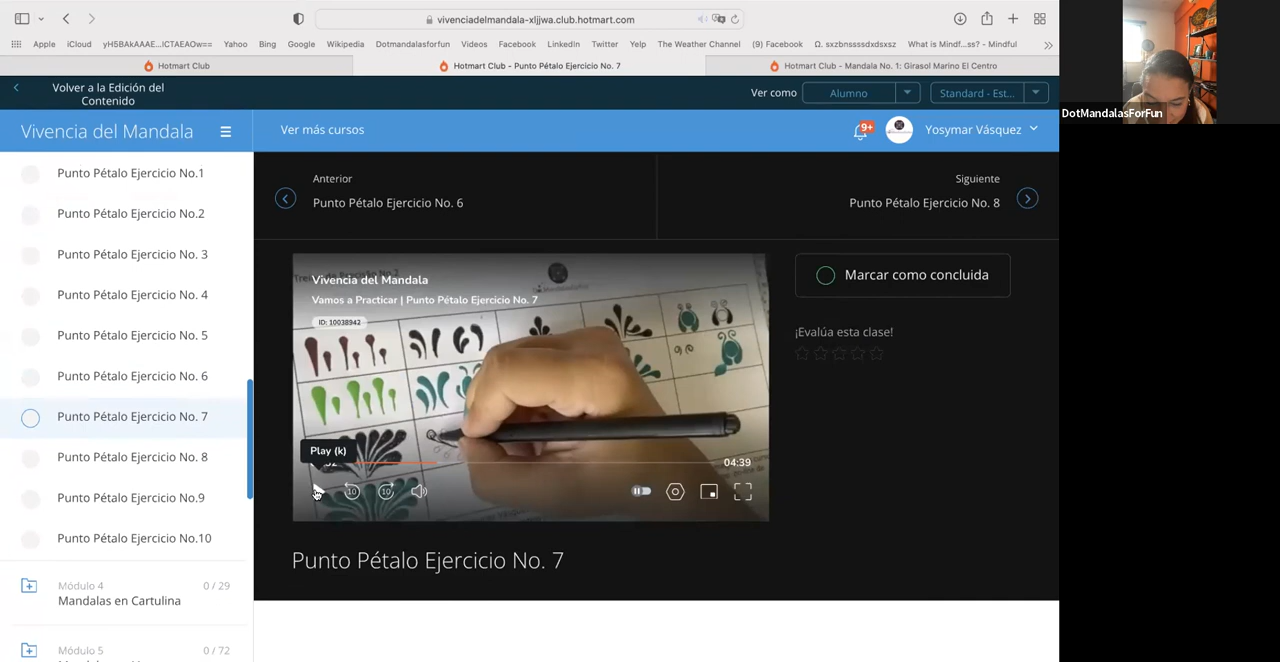 vivenciadelmandala-xljjwa.club.hotmart.com
Apple iCloud yH5BAkAAAE...ICTAEAOw== Yahoo Bing Google Wikipedia Dotmandalasforfun Videos Facebook LinkedIn Twitter Yelp The Weather Channel (9) Facebook Ω. sxzbnssssdxdsxsz What is Mindf...ss? - Mindful
Hotmart Club
Hotmart Club - Punto Pétalo Ejercicio No. 7
Hotmart Club - Mandala No. 1: Girasol Marino El Centro
DotMandalasForFun
Volver a la Edición del
Contenido
Ver como
Alumno
Standard - Est...
Vivencia del Mandala
Ver más cursos
9+
Yosymar Vásquez
Punto Pétalo Ejercicio No.1
Punto Pétalo Ejercicio No.2
Punto Pétalo Ejercicio No. 3
Punto Pétalo Ejercicio No. 4
Punto Pétalo Ejercicio No. 5
Punto Pétalo Ejercicio No. 6
Punto Pétalo Ejercicio No. 7
Punto Pétalo Ejercicio No. 8
Punto Pétalo Ejercicio No.9
Punto Pétalo Ejercicio No.10
Módulo 4 0 / 29
Mandalas en Cartulina
Módulo 5 0 / 72
Anterior
Punto Pétalo Ejercicio No. 6
Siguiente
Punto Pétalo Ejercicio No. 8
Vivencia del Mandala
Vamos a Practicar | Punto Pétalo Ejercicio No. 7
ID: 10038942
Play (k)
04:39
10
10
Marcar como concluida
¡Evalúa esta clase!
Punto Pétalo Ejercicio No. 7